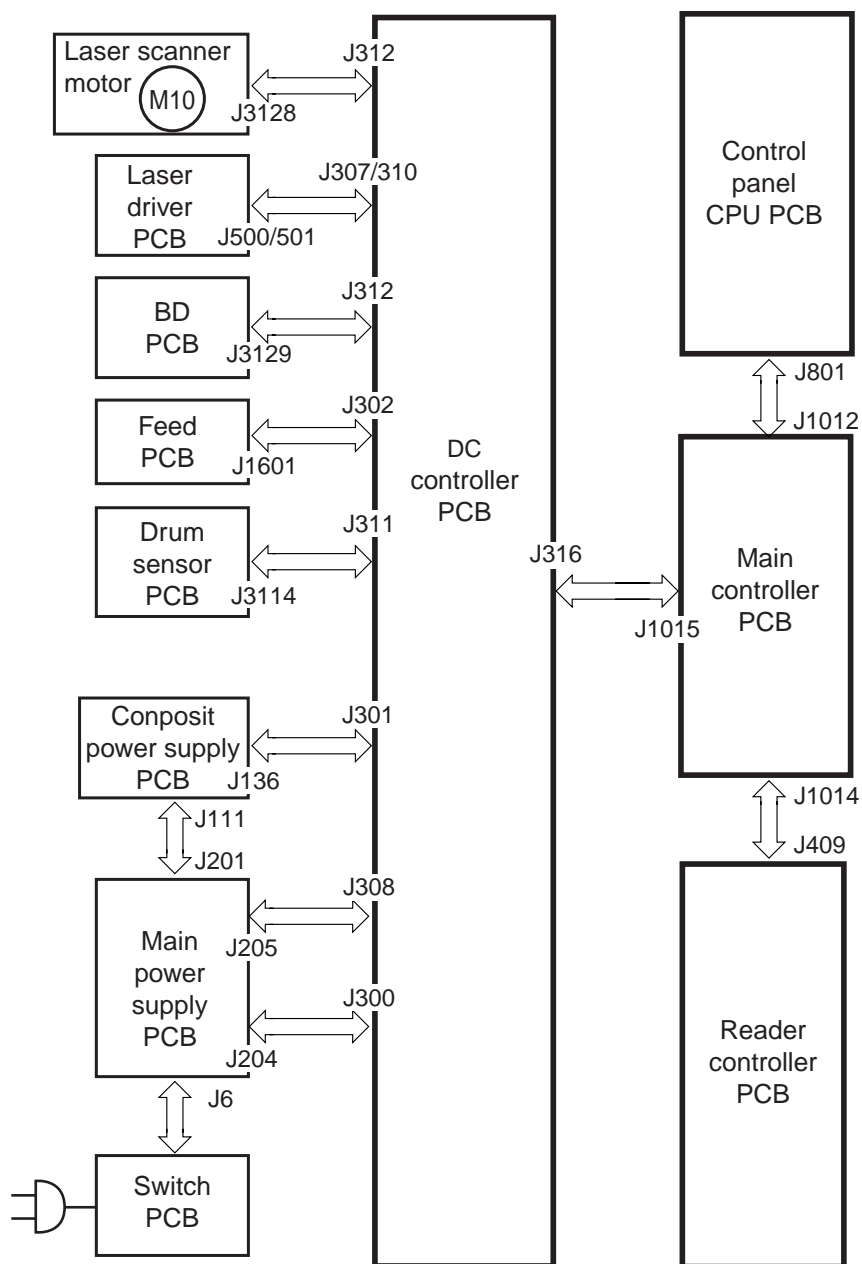 Laser scanner
motor
M10
J312
J3128
Laser
driver
PCB
J307/310
J500/501
BD
PCB
J312
J3129
Feed
PCB
J302
J1601
Drum
sensor
PCB
J311
J3114
Conposit
power supply
PCB
J301
J136
J111
J201
Main
power
supply
PCB
J308
J205
J300
J204
J6
Switch
PCB
DC
controller
PCB
J316
J1015
Control
panel
CPU PCB
J801
J1012
Main
controller
PCB
J1014
J409
Reader
controller
PCB